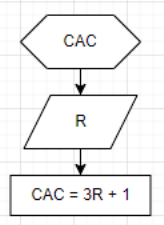 CAC
R
CAC = 3R + 1